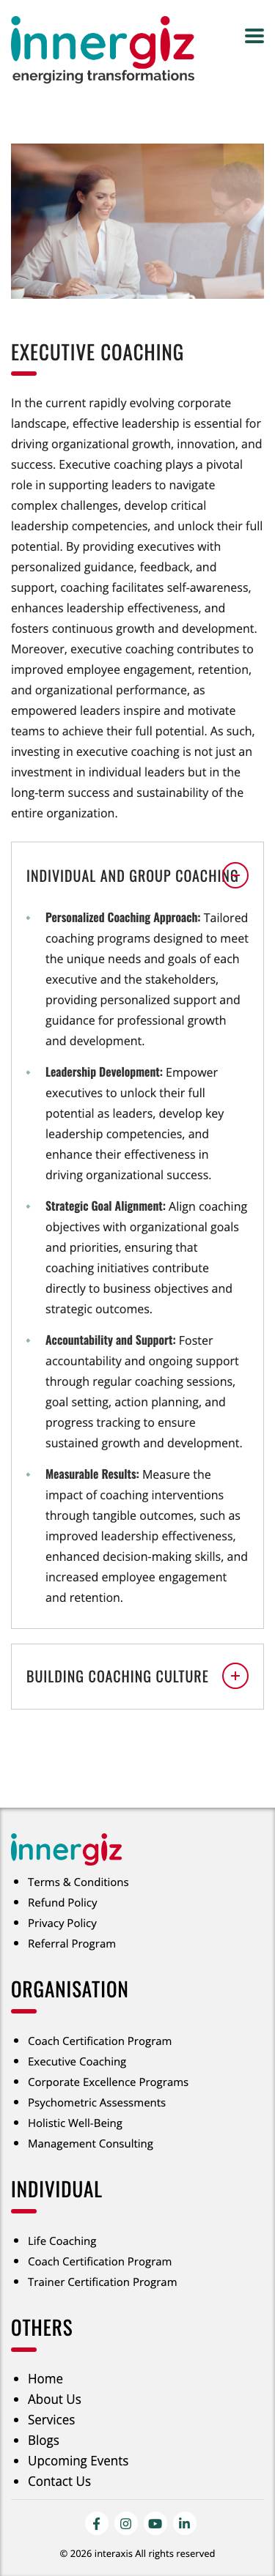 innergiz
energizing transformations
EXECUTIVE COACHING
In the current rapidly evolving corporate
landscape, effective leadership is essential for
driving organizational growth, innovation, and
success. Executive coaching plays a pivotal
role in supporting leaders to navigate
complex challenges, develop critical
leadership competencies, and unlock their full
potential. By providing executives with
personalized guidance, feedback, and
support, coaching facilitates self-awareness,
enhances leadership effectiveness, and
fosters continuous growth and development.
Moreover, executive coaching contributes to
improved employee engagement, retention,
and organizational performance, as
empowered leaders inspire and motivate
teams to achieve their full potential. As such,
investing in executive coaching is not just an
investment in individual leaders but in the
long-term success and sustainability of the
entire organization.
INDIVIDUAL AND GROUP COACHING
Personalized Coaching Approach: Tailored
coaching programs designed to meet
the unique needs and goals of each
executive and the stakeholders,
providing personalized support and
guidance for professional growth
and development.
Leadership Development: Empower
executives to unlock their full
potential as leaders, develop key
leadership competencies, and
enhance their effectiveness in
driving organizational success.
Strategic Goal Alignment: Align coaching
objectives with organizational goals
and priorities, ensuring that
coaching initiatives contribute
directly to business objectives and
strategic outcomes.
Accountability and Support: Foster
accountability and ongoing support
through regular coaching sessions,
goal setting, action planning, and
progress tracking to ensure
sustained growth and development.
Measurable Results: Measure the
impact of coaching interventions
through tangible outcomes, such as
improved leadership effectiveness,
enhanced decision-making skills, and
increased employee engagement
and retention.
BUILDING COACHING CULTURE
innergiz
Terms & Conditions
Refund Policy
Privacy Policy
Referral Program
ORGANISATION
Coach Certification Program
Executive Coaching
Corporate Excellence Programs
Psychometric Assessments
Holistic Well-Being
Management Consulting
INDIVIDUAL
Life Coaching
Coach Certification Program
Trainer Certification Program
OTHERS
Home
About Us
Services
Blogs
Upcoming Events
Contact Us
© 2026 interaxis All rights reserved